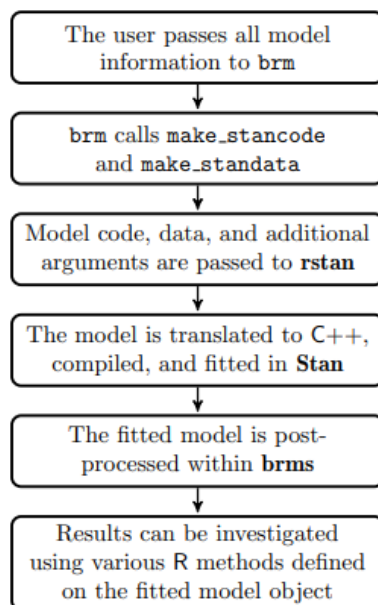 The user passes all model
information to brm
brm calls make_stancode
and make_standata
Model code, data, and additional
arguments are passed to rstan
The model is translated to C++,
compiled, and fitted in Stan
The fitted model is post-
processed within brms
Results can be investigated
using various R methods defined
on the fitted model object